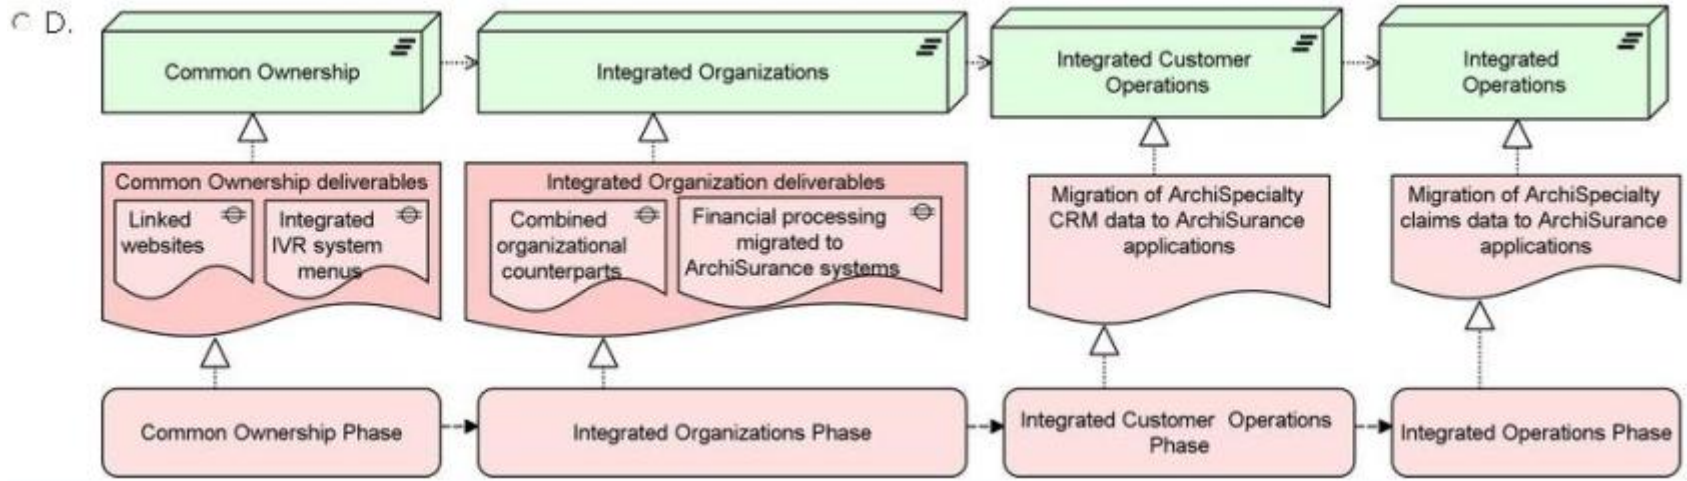 D.
Common Ownership
Integrated Organizations
Integrated Customer
Operations
Integrated
Operations
Common Ownership deliverables
Linked
websites
Integrated
IVR system
menus
Integrated Organization deliverables
Combined
organizational
counterparts
Financial processing
migrated to
ArchiSurance systems
Migration of ArchiSpecialty
CRM data to ArchiSurance
applications
Migration of ArchiSpecialty
claims data to ArchiSurance
applications
Common Ownership Phase
Integrated Organizations Phase
Integrated Customer Operations
Phase
Integrated Operations Phase